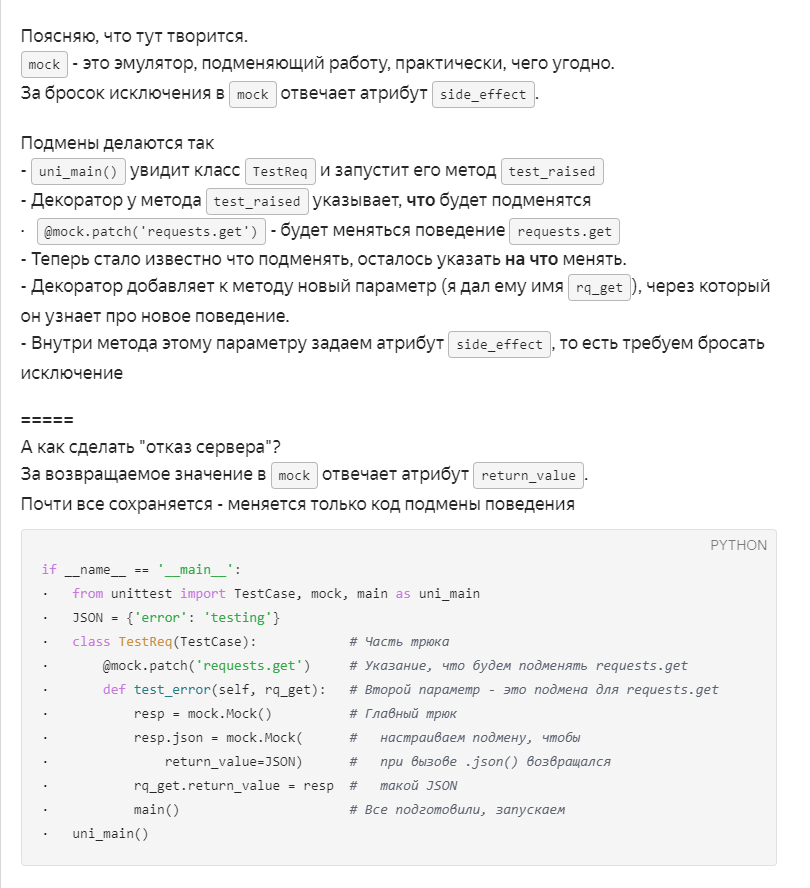 Поясняю, что тут творится.
mock - это эмулятор, подменяющий работу, практически, чего угодно.
За бросок исключения в mock отвечает атрибут side_effect.
Подмены делаются так
- uni_main() увидит класс TestReq и запустит его метод test_raised
- Декоратор у метода test_raised указывает, что будет подменятся
· @mock.patch('requests.get') - будет меняться поведение requests.get
- Теперь стало известно что подменять, осталось указать на что менять.
- Декоратор добавляет к методу новый параметр (я дал ему имя rq_get), через который
он узнает про новое поведение.
- Внутри метода этому параметру задаем атрибут side_effect, то есть требуем бросать
исключение
=====
А как сделать "отказ сервера"?
За возвращаемое значение в mock отвечает атрибут return_value.
Почти все сохраняется - меняется только код подмены поведения
PYTHON
if __name__ == '__main__':
·   from unittest import TestCase, mock, main as uni_main
·   JSON = {'error': 'testing'}
·   class TestReq(TestCase):            # Часть трюка
·       @mock.patch('requests.get')     # Указание, что будем подменять requests.get
·       def test_error(self, rq_get):   # Второй параметр - это подмена для requests.get
·           resp = mock.Mock()          # Главный трюк
·           resp.json = mock.Mock(      #   настраиваем подмену, чтобы
·               return_value=JSON)      #   при вызове .json() возвращался
·           rq_get.return_value = resp  #   такой JSON
·           main()                      # Все подготовили, запускаем
·   uni_main()